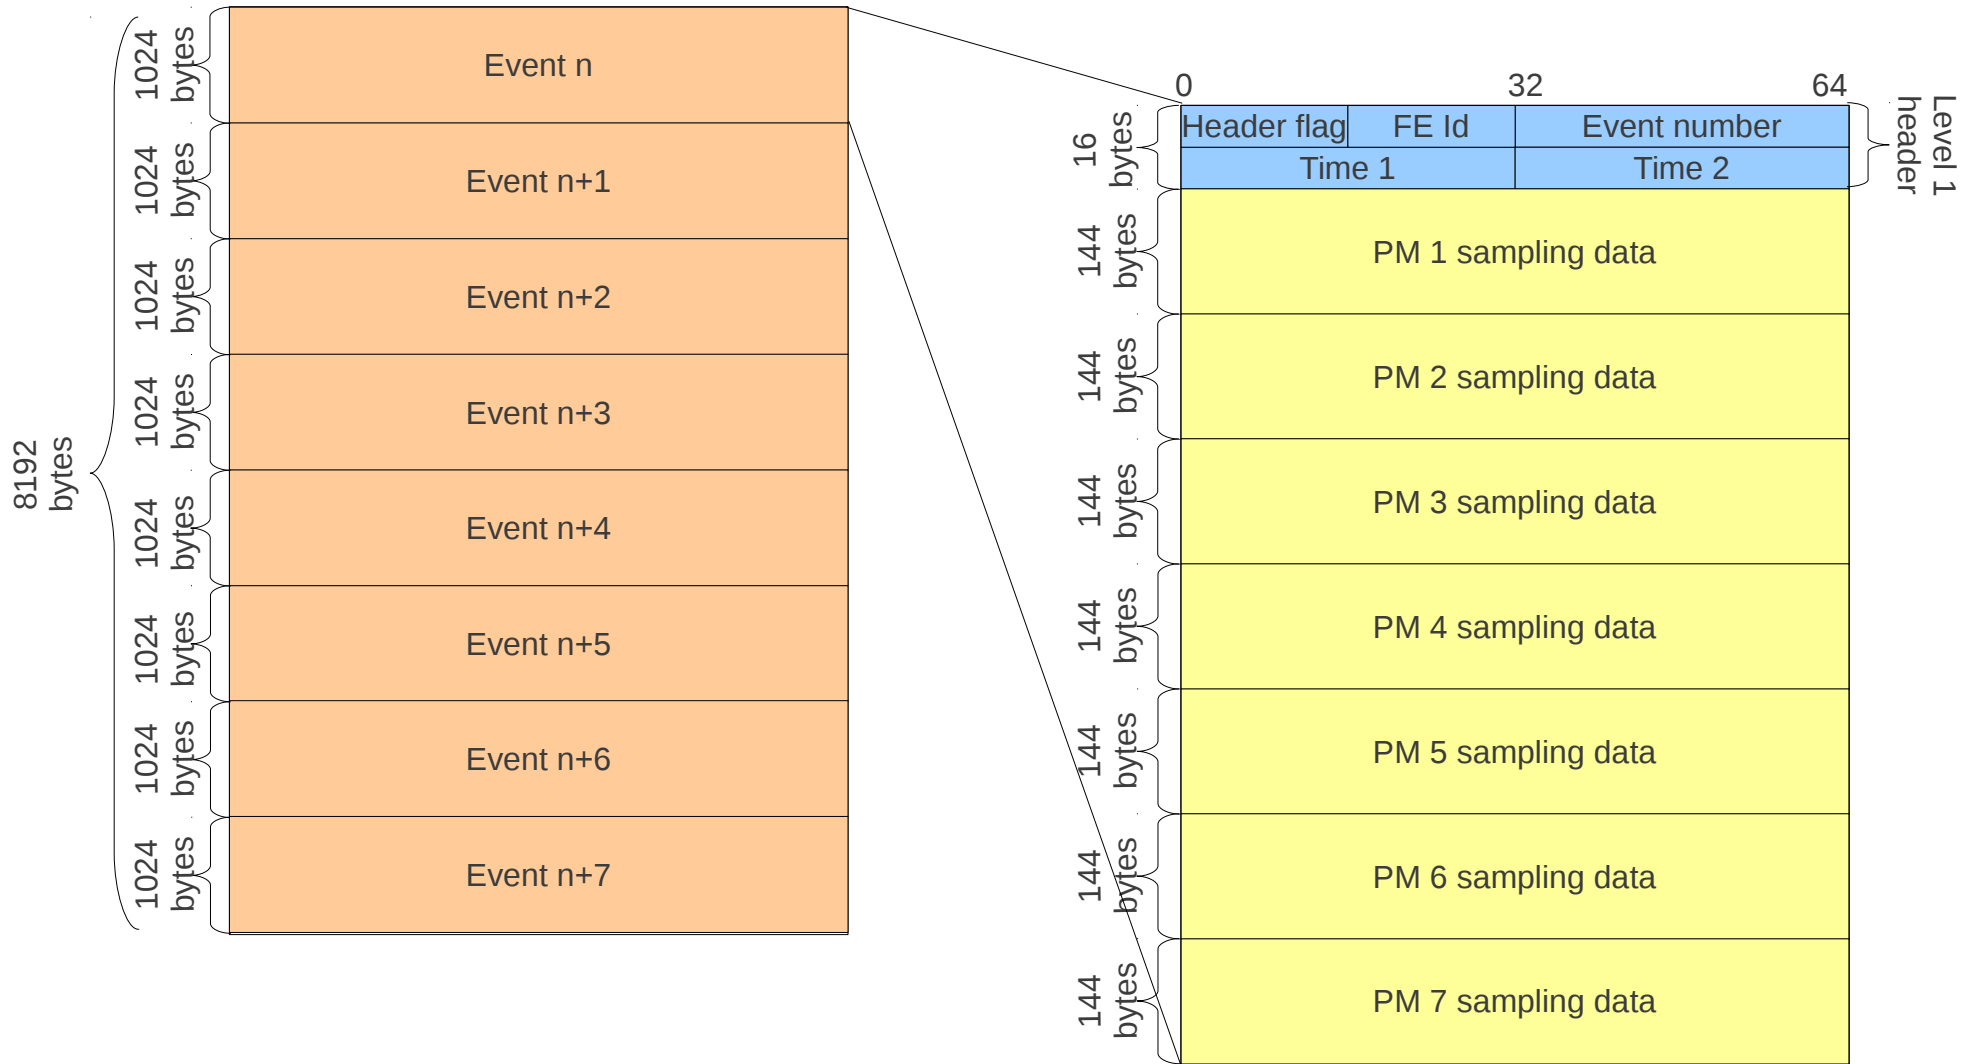 8192
bytes
1024
bytes
Event n
1024
bytes
Event n+1
1024
bytes
Event n+2
1024
bytes
Event n+3
1024
bytes
Event n+4
1024
bytes
Event n+5
1024
bytes
Event n+6
1024
bytes
Event n+7
0 32 64
16
bytes
Header flag FE Id Event number
Time 1 Time 2
Level 1
header
144
bytes
PM 1 sampling data
144
bytes
PM 2 sampling data
144
bytes
PM 3 sampling data
144
bytes
PM 4 sampling data
144
bytes
PM 5 sampling data
144
bytes
PM 6 sampling data
144
bytes
PM 7 sampling data